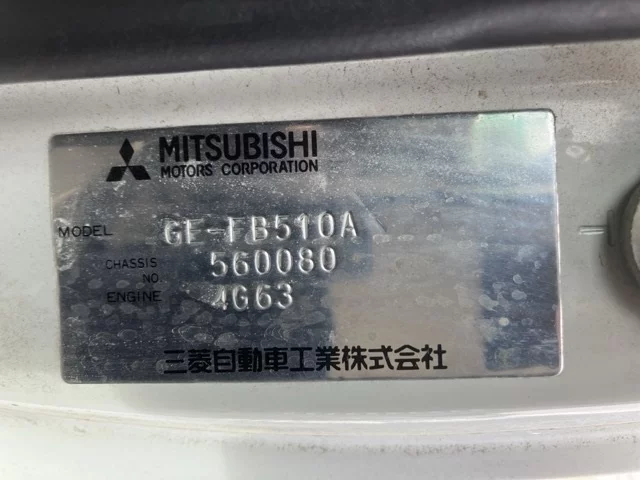 MITSUBISHI
MOTORS CORPORATION
MODEL GE-FB510A
CHASSIS NO 560080
ENGINE 4G63
三菱自動車工業株式会社